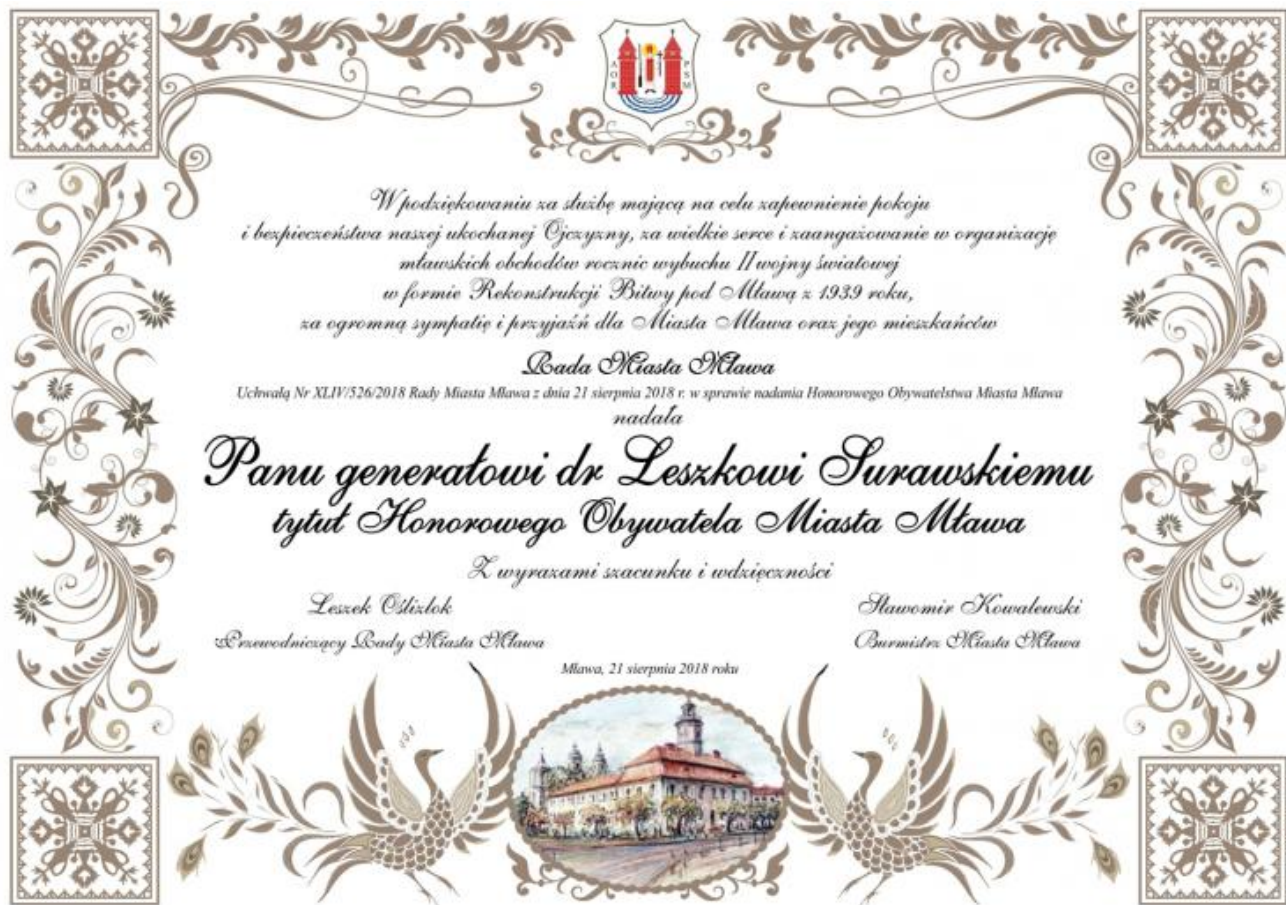 AOR
PSM
W podziękowaniu za służbę mającą na celu zapewnienie pokoju
i bezpieczeństwa naszej ukochanej Ojczyzny, za wielkie serce i zaangażowanie w organizację
mławskich obchodów rocznic wybuchu II wojny światowej
w formie Rekonstrukcji Bitwy pod Mławą z 1939 roku,
za ogromną sympatię i przyjaźń dla Miasta Mława oraz jego mieszkańców
Rada Miasta Mława
Uchwałą Nr XLIV/526/2018 Rady Miasta Mława z dnia 21 sierpnia 2018 r. w sprawie nadania Honorowego Obywatelstwa Miasta Mława
nadała
Panu generałowi dr Leszkowi Surawskiemu
tytuł Honorowego Obywatela Miasta Mława
Z wyrazami szacunku i wdzięczności
Leszek Oślizlok Sławomir Kowalewski
Przewodniczący Rady Miasta Mława Burmistrz Miasta Mława
Mława, 21 sierpnia 2018 roku